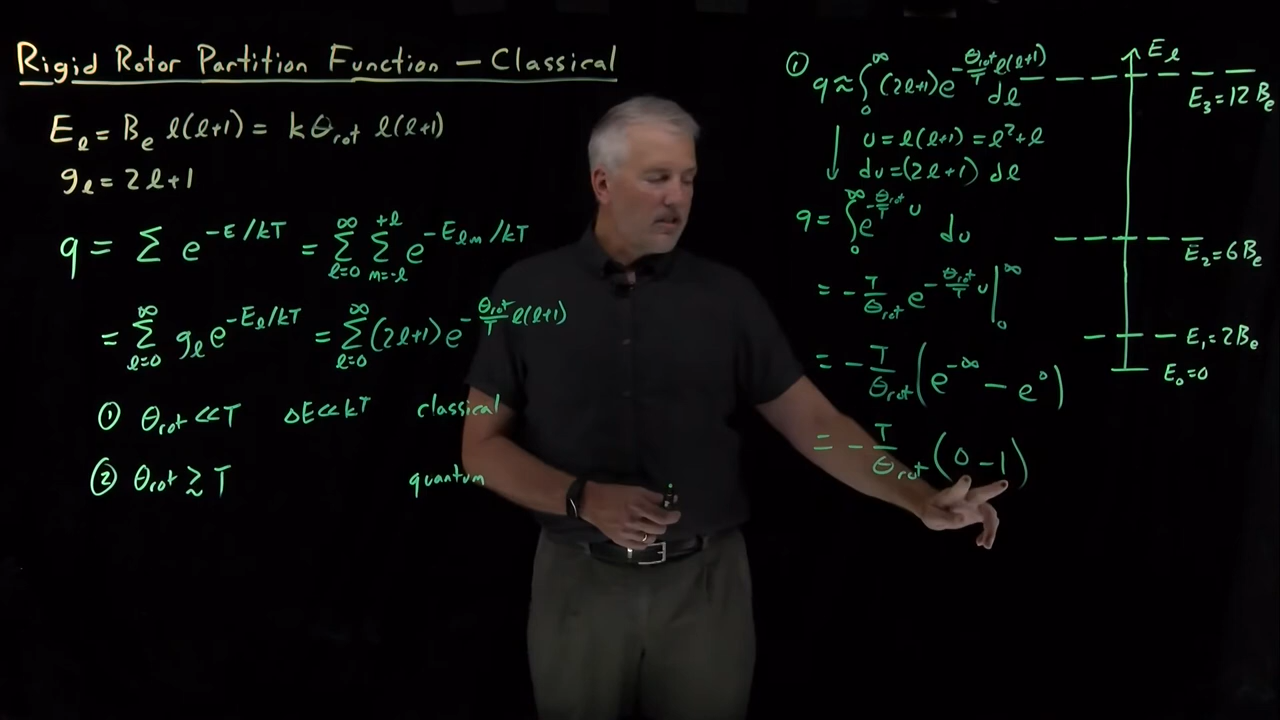 Rigid Rotor Partition Function — Classical
E_ℓ = B_e ℓ(ℓ+1) = kΘ_rot ℓ(ℓ+1)
g_ℓ = 2ℓ+1
q = Σ e^{-E/kT} = Σ_{ℓ=0}^{∞} Σ_{m=-ℓ}^{+ℓ} e^{-E_{ℓm}/kT}
= Σ_{ℓ=0}^{∞} g_ℓ e^{-E_ℓ/kT} = Σ_{ℓ=0}^{∞} (2ℓ+1) e^{-Θ_rot/T ℓ(ℓ+1)}
① Θ_rot << T ΔE << kT classical
② Θ_rot ≳ T quantum
① q ≈ ∫_0^∞ (2ℓ+1) e^{-Θ_rot/T ℓ(ℓ+1)} dℓ
↓ u = ℓ(ℓ+1) = ℓ²+ℓ
du = (2ℓ+1) dℓ
q = ∫_0^∞ e^{-Θ_rot/T u} du
= - T/Θ_rot e^{-Θ_rot/T u} |_0^∞
= - T/Θ_rot (e^{-∞} - e^0)
= - T/Θ_rot (0 - 1)
E_ℓ
E_3 = 12 B_e
E_2 = 6 B_e
E_1 = 2 B_e
E_0 = 0